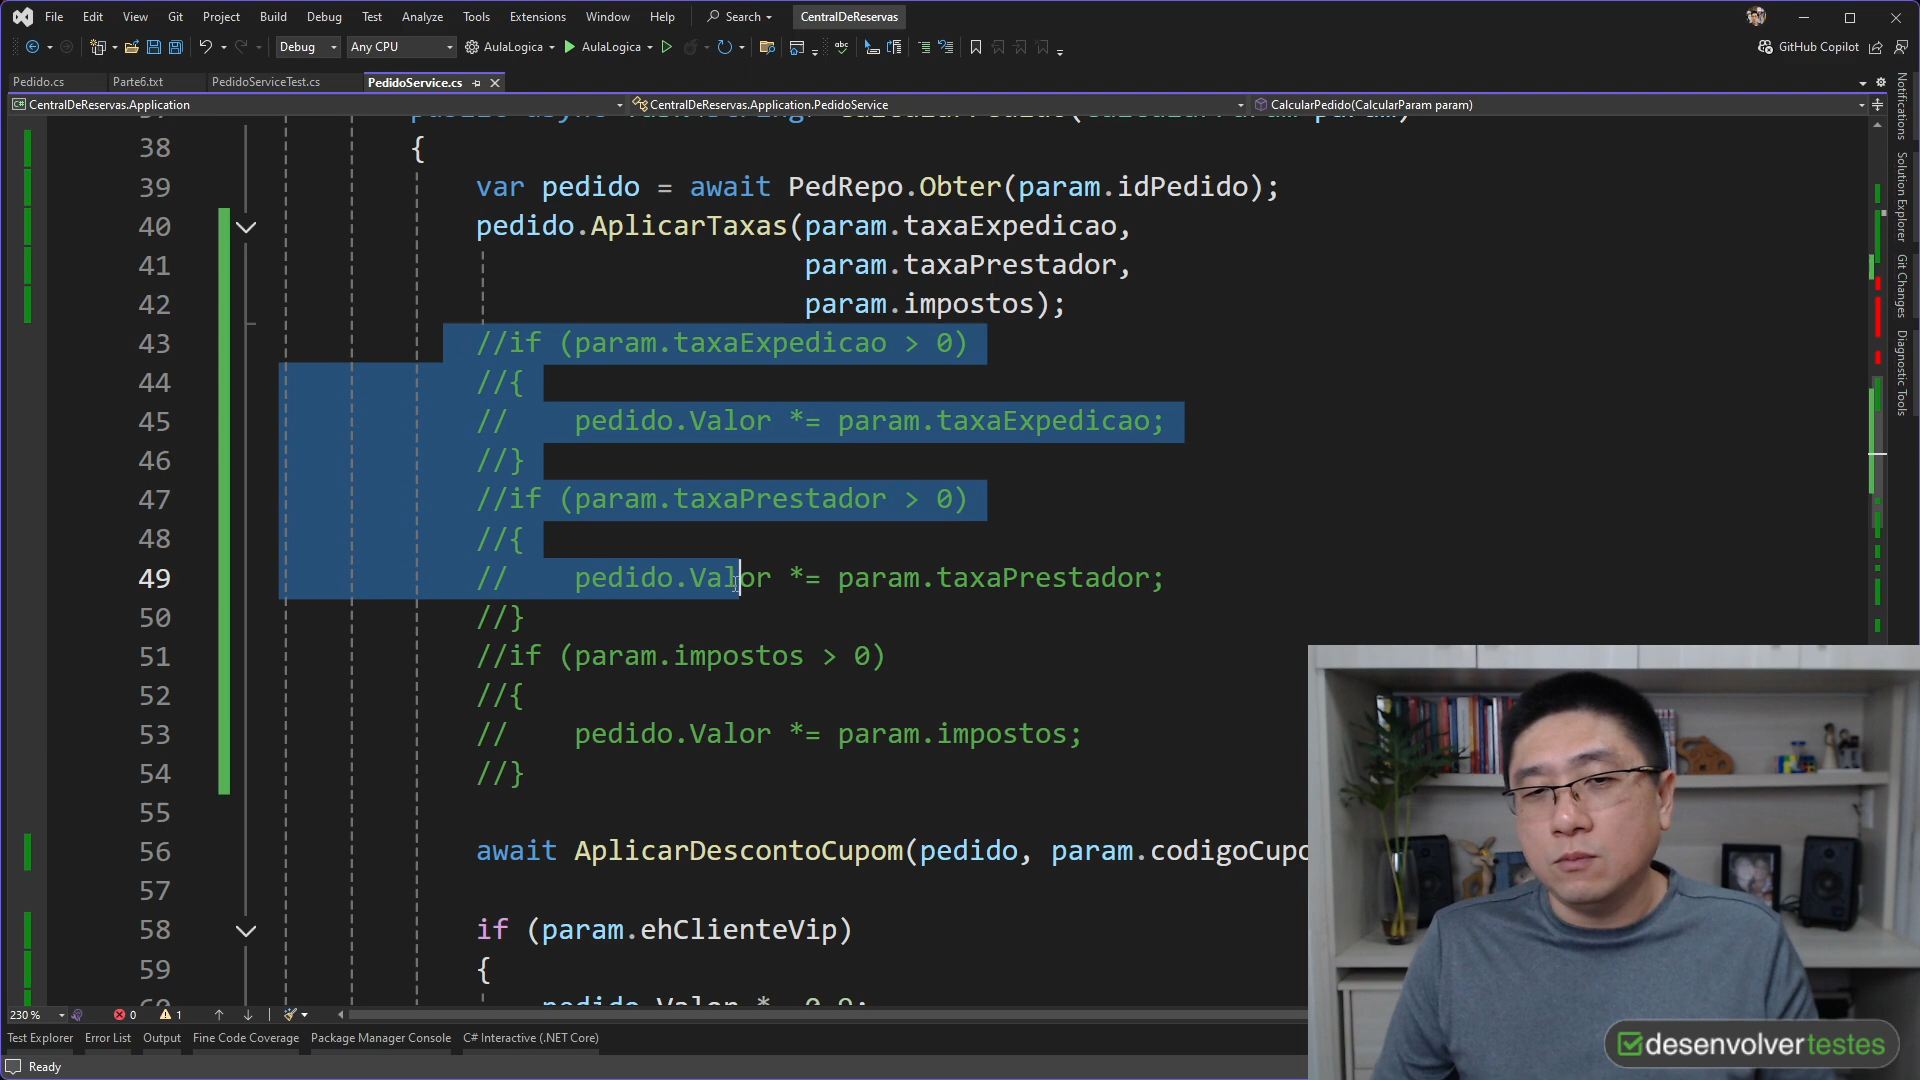 File Edit View Git Project Build Debug Test Analyze Tools Extensions Window Help Search CentralDeReservas
Debug Any CPU AulaLogica AulaLogica GitHub Copilot
Pedido.cs Parte6.txt PedidoServiceTest.cs PedidoService.cs
CentralDeReservas.Application CentralDeReservas.Application.PedidoService CalcularPedido(CalcularParam param)
38 {
39 var pedido = await PedRepo.Obter(param.idPedido);
40 pedido.AplicarTaxas(param.taxaExpedicao,
41 param.taxaPrestador,
42 param.impostos);
43 //if (param.taxaExpedicao > 0)
44 //{
45 // pedido.Valor *= param.taxaExpedicao;
46 //}
47 //if (param.taxaPrestador > 0)
48 //{
49 // pedido.Valor *= param.taxaPrestador;
50 //}
51 //if (param.impostos > 0)
52 //{
53 // pedido.Valor *= param.impostos;
54 //}
55
56 await AplicarDescontoCupom(pedido, param.codigoCupo
57
58 if (param.ehClienteVip)
59 {
Notifications
Solution Explorer
Git Changes
Diagnostic Tools
230 % 0 1
Test Explorer Error List Output Fine Code Coverage Package Manager Console C# Interactive (.NET Core)
Ready
desenvolvertestes